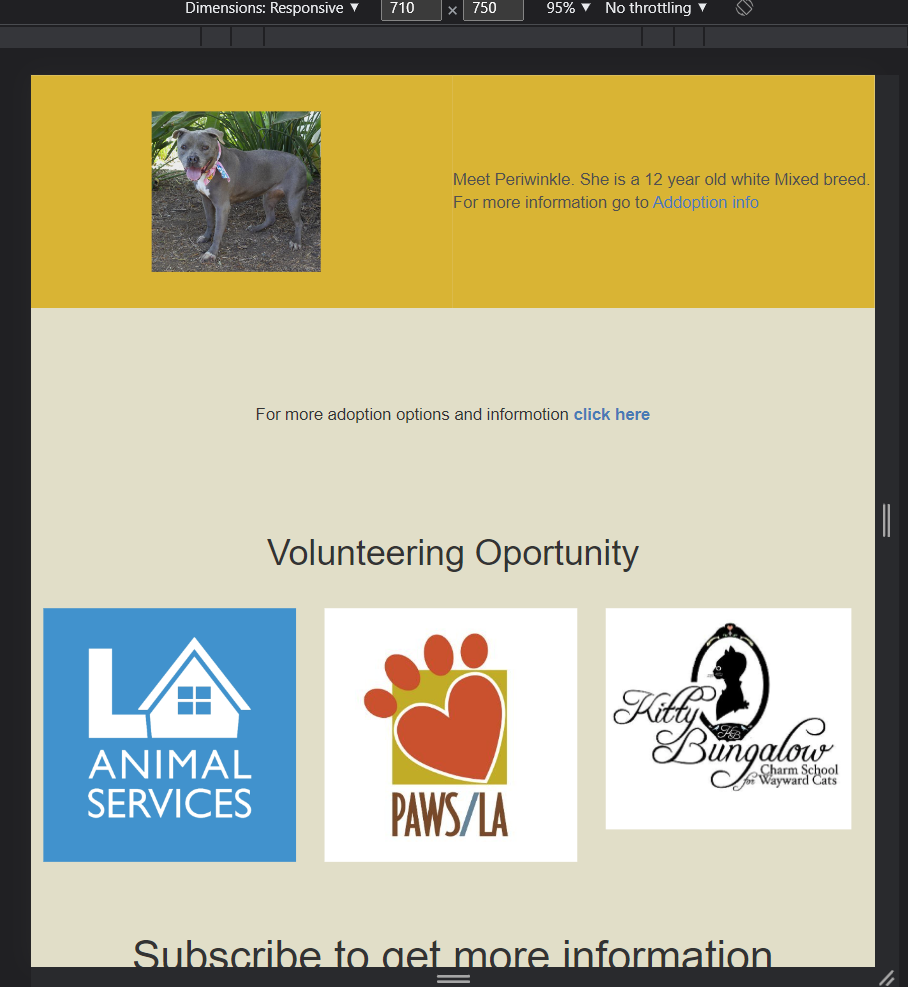 Dimensions: Responsive ▼ 710 × 750 95% ▼ No throttling ▼
Meet Periwinkle. She is a 12 year old white Mixed breed.
For more information go to Addoption info
For more adoption options and informotion click here
Volunteering Oportunity
LA
ANIMAL
SERVICES
PAWS/LA
Kitty
Bungalow
Charm School
for Wayward Cats
Subscribe to get more information